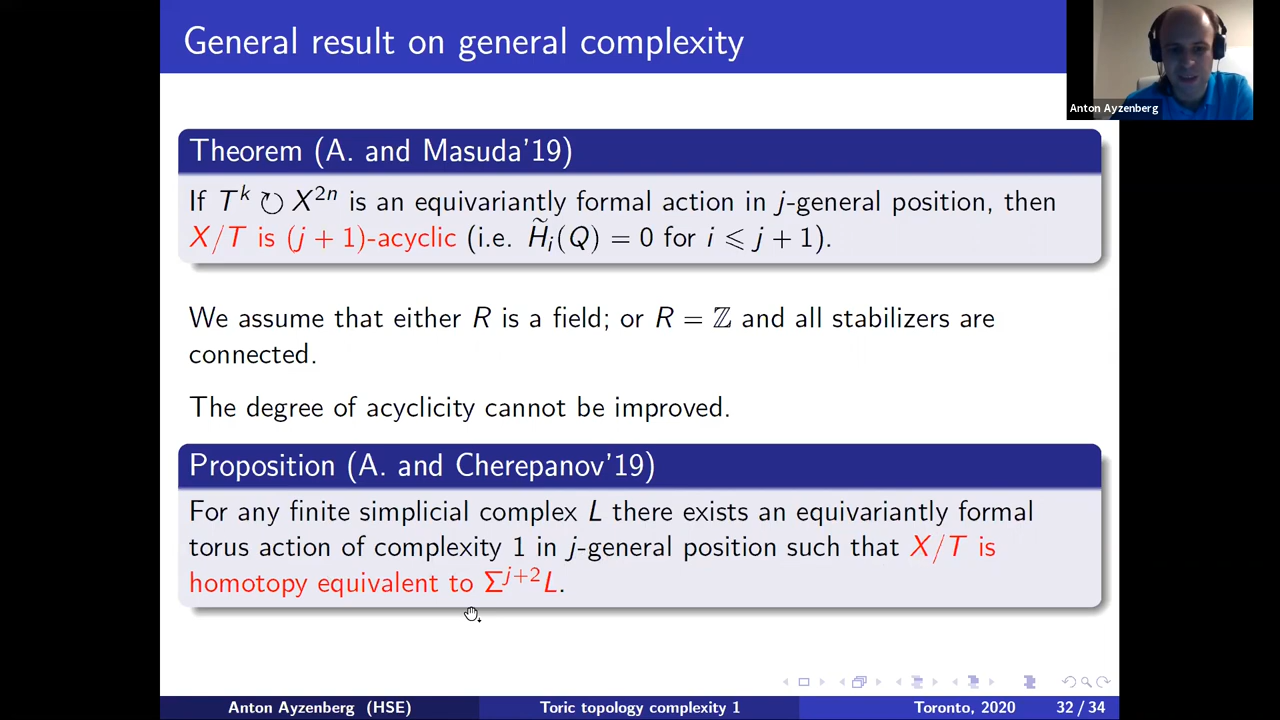 General result on general complexity
Anton Ayzenberg
Theorem (A. and Masuda'19)
If T^k ↻ X^{2n} is an equivariantly formal action in j-general position, then
X/T is (j + 1)-acyclic (i.e. H̃_i(Q) = 0 for i ⩽ j + 1).
We assume that either R is a field; or R = ℤ and all stabilizers are
connected.
The degree of acyclicity cannot be improved.
Proposition (A. and Cherepanov'19)
For any finite simplicial complex L there exists an equivariantly formal
torus action of complexity 1 in j-general position such that X/T is
homotopy equivalent to Σ^{j+2}L.
Anton Ayzenberg (HSE)
Toric topology complexity 1
Toronto, 2020
32 / 34